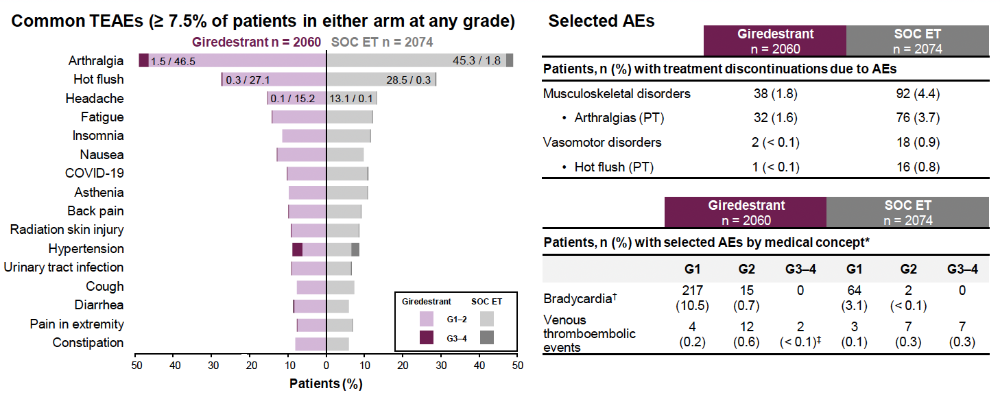 Common TEAEs (≥ 7.5% of patients in either arm at any grade)
Giredestrant n = 2060 SOC ET n = 2074
Arthralgia 1.5 / 46.5 45.3 / 1.8
Hot flush 0.3 / 27.1 28.5 / 0.3
Headache 0.1 / 15.2 13.1 / 0.1
Fatigue
Insomnia
Nausea
COVID-19
Asthenia
Back pain
Radiation skin injury
Hypertension
Urinary tract infection
Cough
Diarrhea
Pain in extremity
Constipation
Giredestrant SOC ET
G1–2
G3–4
50 40 30 20 10 0 10 20 30 40 50
Patients (%)
Selected AEs
Giredestrant SOC ET
n = 2060 n = 2074
Patients, n (%) with treatment discontinuations due to AEs
Musculoskeletal disorders 38 (1.8) 92 (4.4)
• Arthralgias (PT) 32 (1.6) 76 (3.7)
Vasomotor disorders 2 (< 0.1) 18 (0.9)
• Hot flush (PT) 1 (< 0.1) 16 (0.8)
Giredestrant SOC ET
n = 2060 n = 2074
Patients, n (%) with selected AEs by medical concept*
G1 G2 G3–4 G1 G2 G3–4
Bradycardia† 217 15 0 64 2 0
(10.5) (0.7) (3.1) (< 0.1)
Venous
thromboembolic 4 12 2 3 7 7
events (0.2) (0.6) (< 0.1)‡ (0.1) (0.3) (0.3)